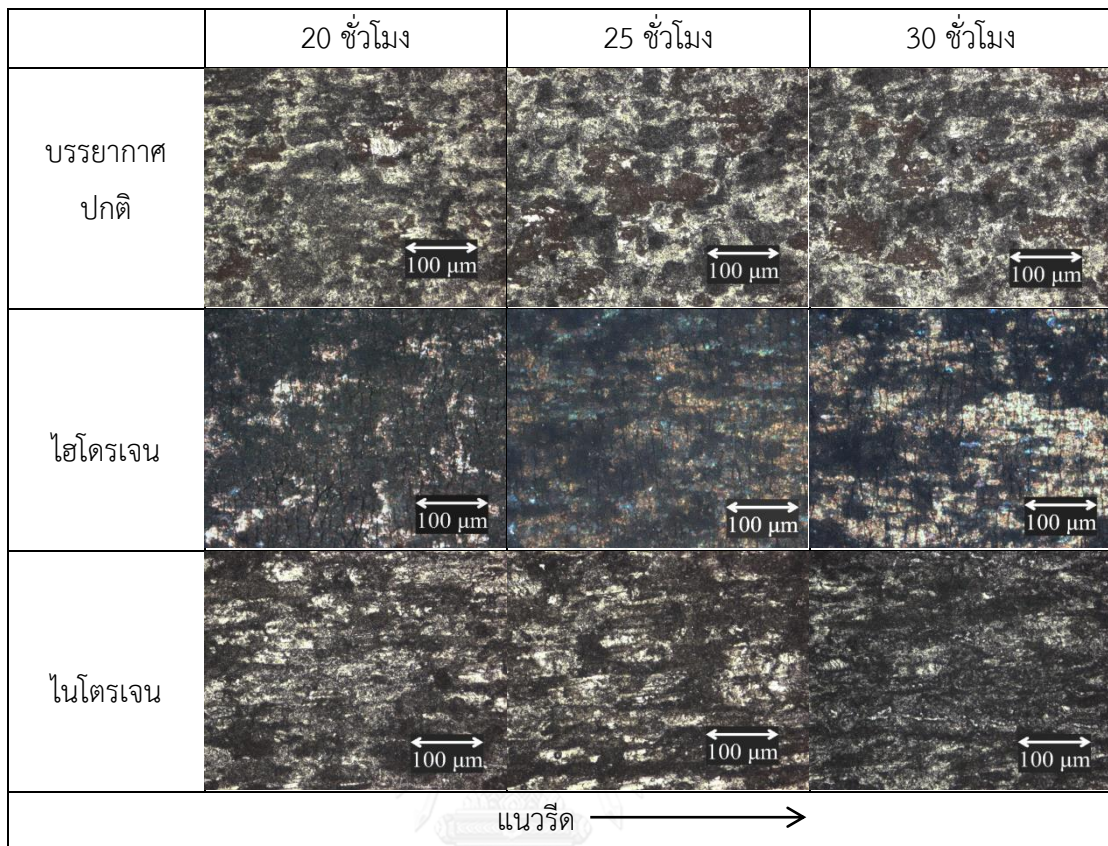 20 ชั่วโมง 25 ชั่วโมง 30 ชั่วโมง
บรรยากาศ
ปกติ
100 µm 100 µm 100 µm
ไฮโดรเจน
100 µm 100 µm 100 µm
ไนโตรเจน
100 µm 100 µm 100 µm
แนวรีด